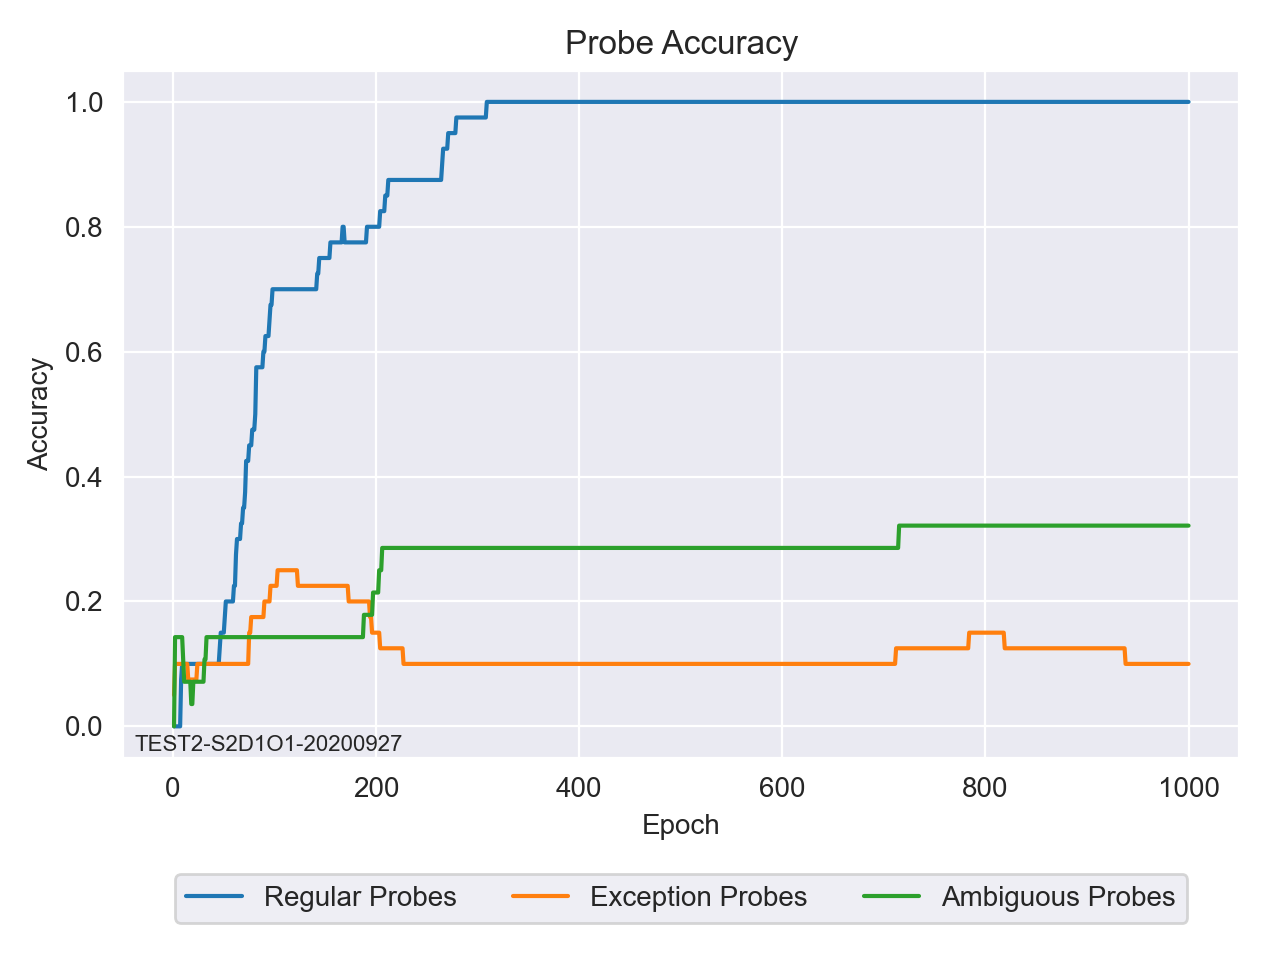 Probe Accuracy
1.0
0.8
0.6
0.4
0.2
0.0
Accuracy
TEST2-S2D1O1-20200927
0 200 400 600 800 1000
Epoch
Regular Probes Exception Probes Ambiguous Probes